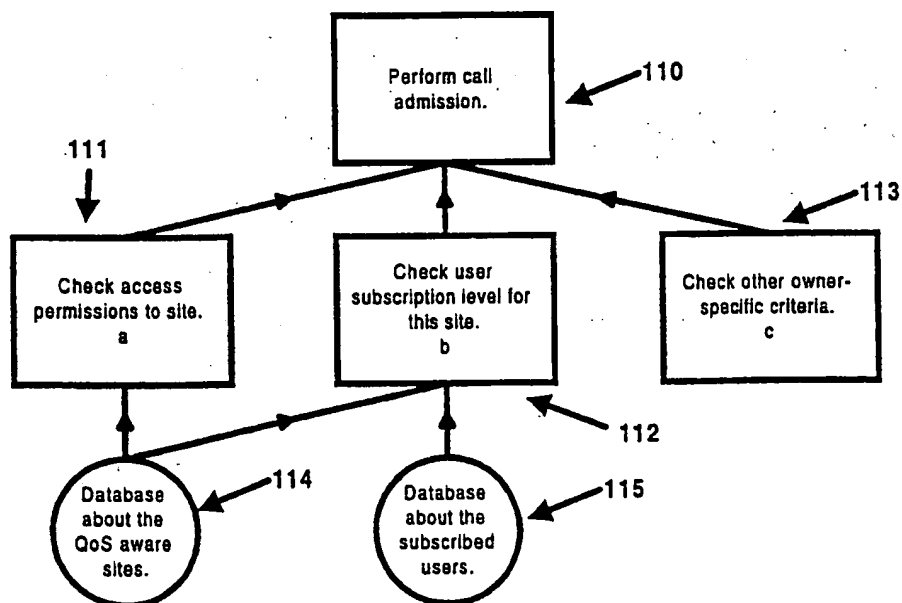 Perform call
admission.
110
111
113
Check access
permissions to site.
a
Check user
subscription level for
this site.
b
Check other owner-
specific criteria.
c
112
Database
about the
QoS aware
sites.
114
Database
about the
subscribed
users.
115